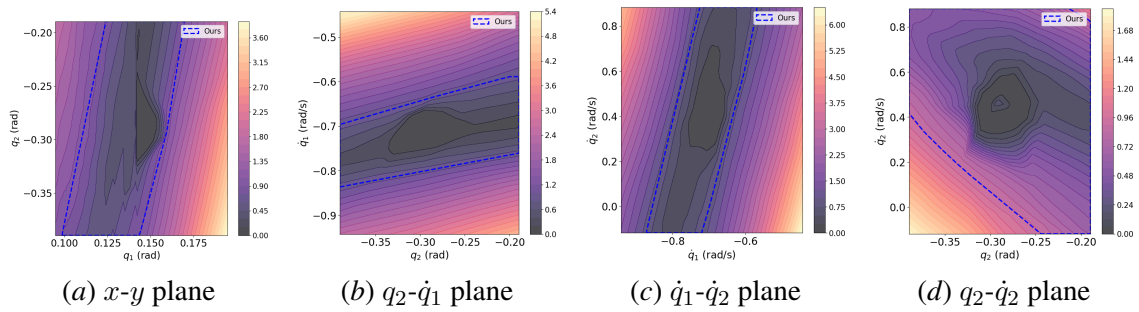 Ours
−0.20
−0.25
−0.30
−0.35
q₂ (rad)
0.100 0.125 0.150 0.175
q₁ (rad)
3.60
3.15
2.70
2.25
1.80
1.35
0.90
0.45
0.00
(a) x-y plane
Ours
−0.5
−0.6
−0.7
−0.8
−0.9
q̇₁ (rad/s)
−0.35 −0.30 −0.25 −0.20
q₂ (rad)
5.4
4.8
4.2
3.6
3.0
2.4
1.8
1.2
0.6
0.0
(b) q₂-q̇₁ plane
Ours
0.8
0.6
0.4
0.2
0.0
q̇₂ (rad/s)
−0.8 −0.6
q̇₁ (rad/s)
6.00
5.25
4.50
3.75
3.00
2.25
1.50
0.75
0.00
(c) q̇₁-q̇₂ plane
Ours
0.8
0.6
0.4
0.2
0.0
q̇₂ (rad/s)
−0.35 −0.30 −0.25 −0.20
q₂ (rad)
1.68
1.44
1.20
0.96
0.72
0.48
0.24
0.00
(d) q₂-q̇₂ plane